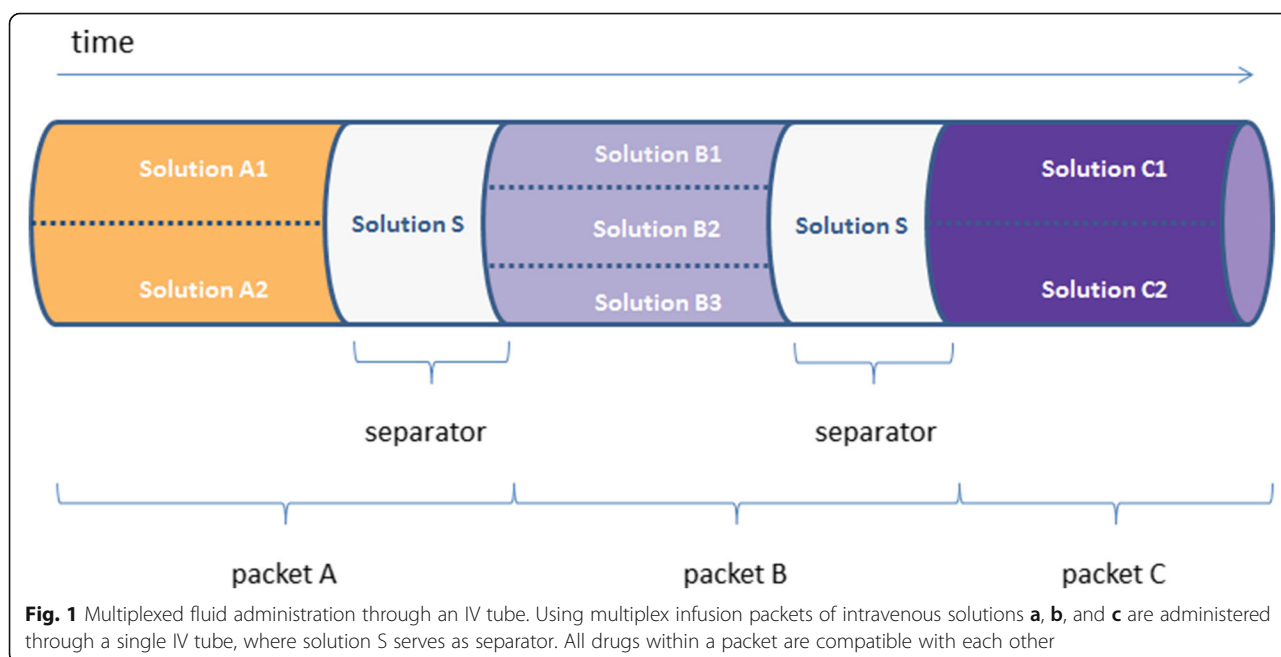 time
Solution A1
Solution A2
Solution S
Solution B1
Solution B2
Solution B3
Solution S
Solution C1
Solution C2
separator
separator
packet A
packet B
packet C
Fig. 1 Multiplexed fluid administration through an IV tube. Using multiplex infusion packets of intravenous solutions a, b, and c are administered
through a single IV tube, where solution S serves as separator. All drugs within a packet are compatible with each other